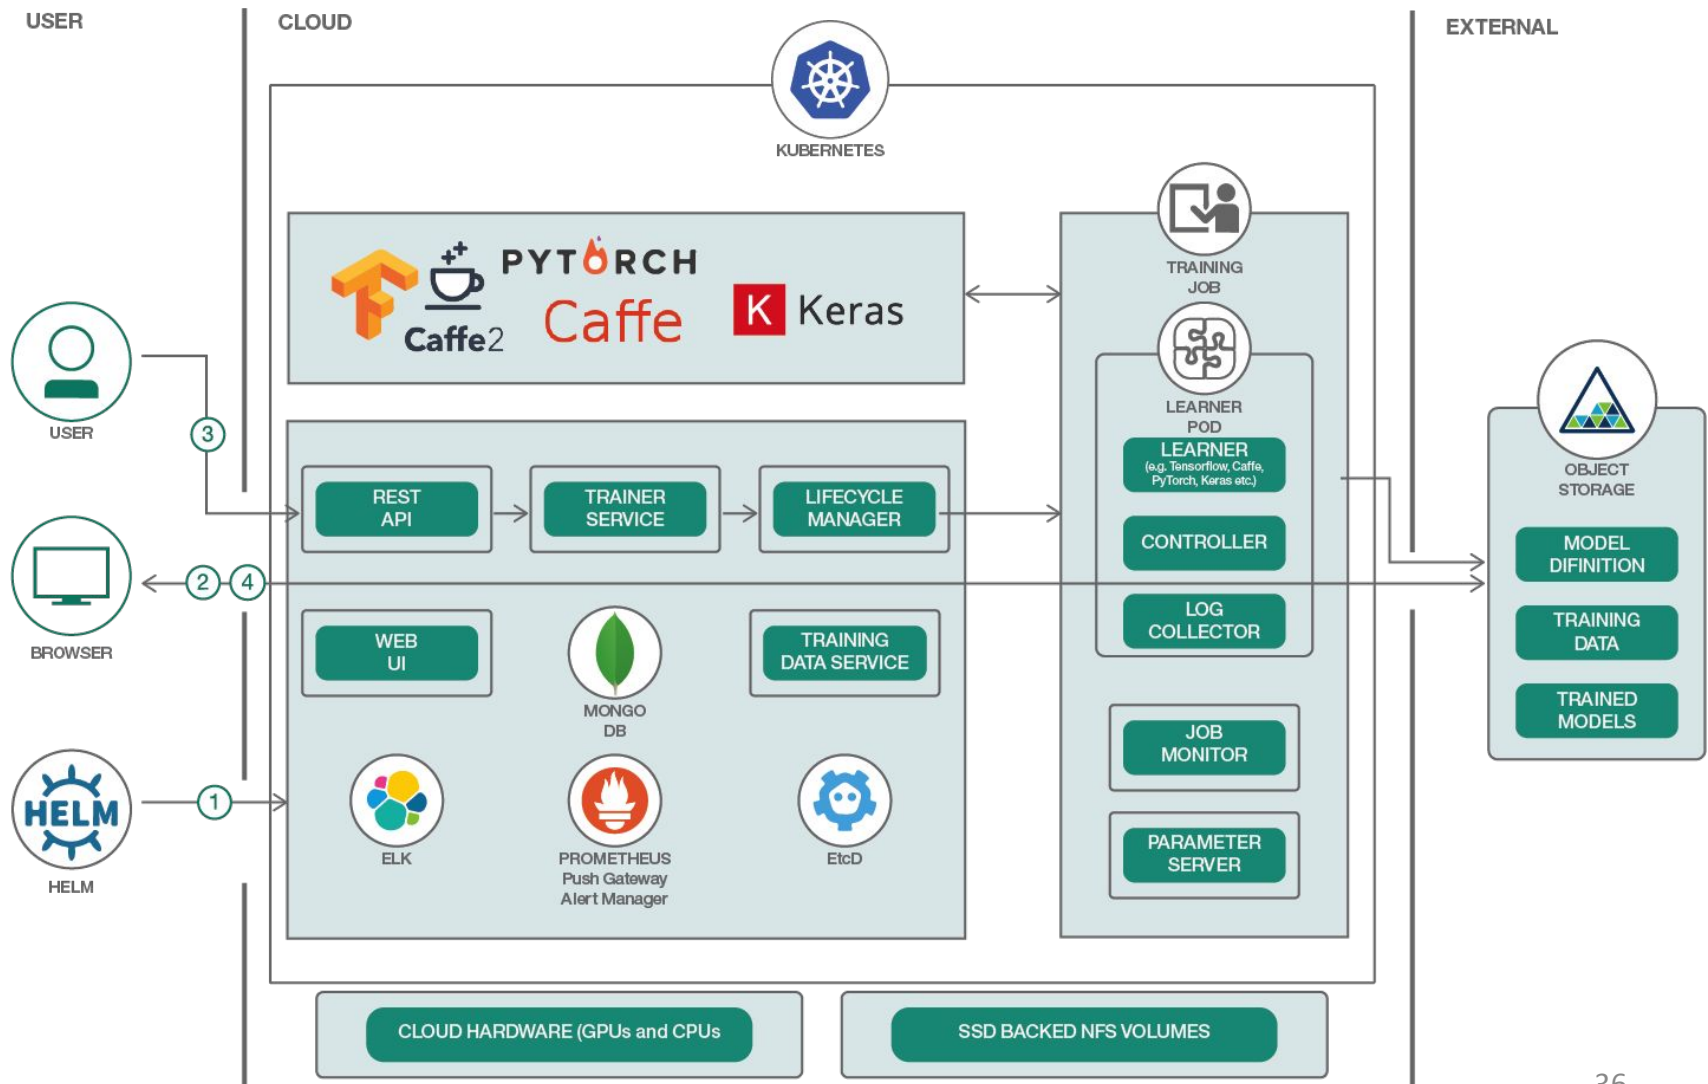 USER
CLOUD
EXTERNAL
KUBERNETES
PYTORCH
Caffe2
Caffe
K Keras
TRAINING
JOB
LEARNER
POD
LEARNER
(e.g. Tensorflow, Caffe,
PyTorch, Keras etc.)
CONTROLLER
LOG
COLLECTOR
JOB
MONITOR
PARAMETER
SERVER
USER
3
REST
API
TRAINER
SERVICE
LIFECYCLE
MANAGER
BROWSER
2
4
WEB
UI
MONGO
DB
TRAINING
DATA SERVICE
HELM
HELM
1
ELK
PROMETHEUS
Push Gateway
Alert Manager
EtcD
OBJECT
STORAGE
MODEL
DIFINITION
TRAINING
DATA
TRAINED
MODELS
CLOUD HARDWARE (GPUs and CPUs
SSD BACKED NFS VOLUMES